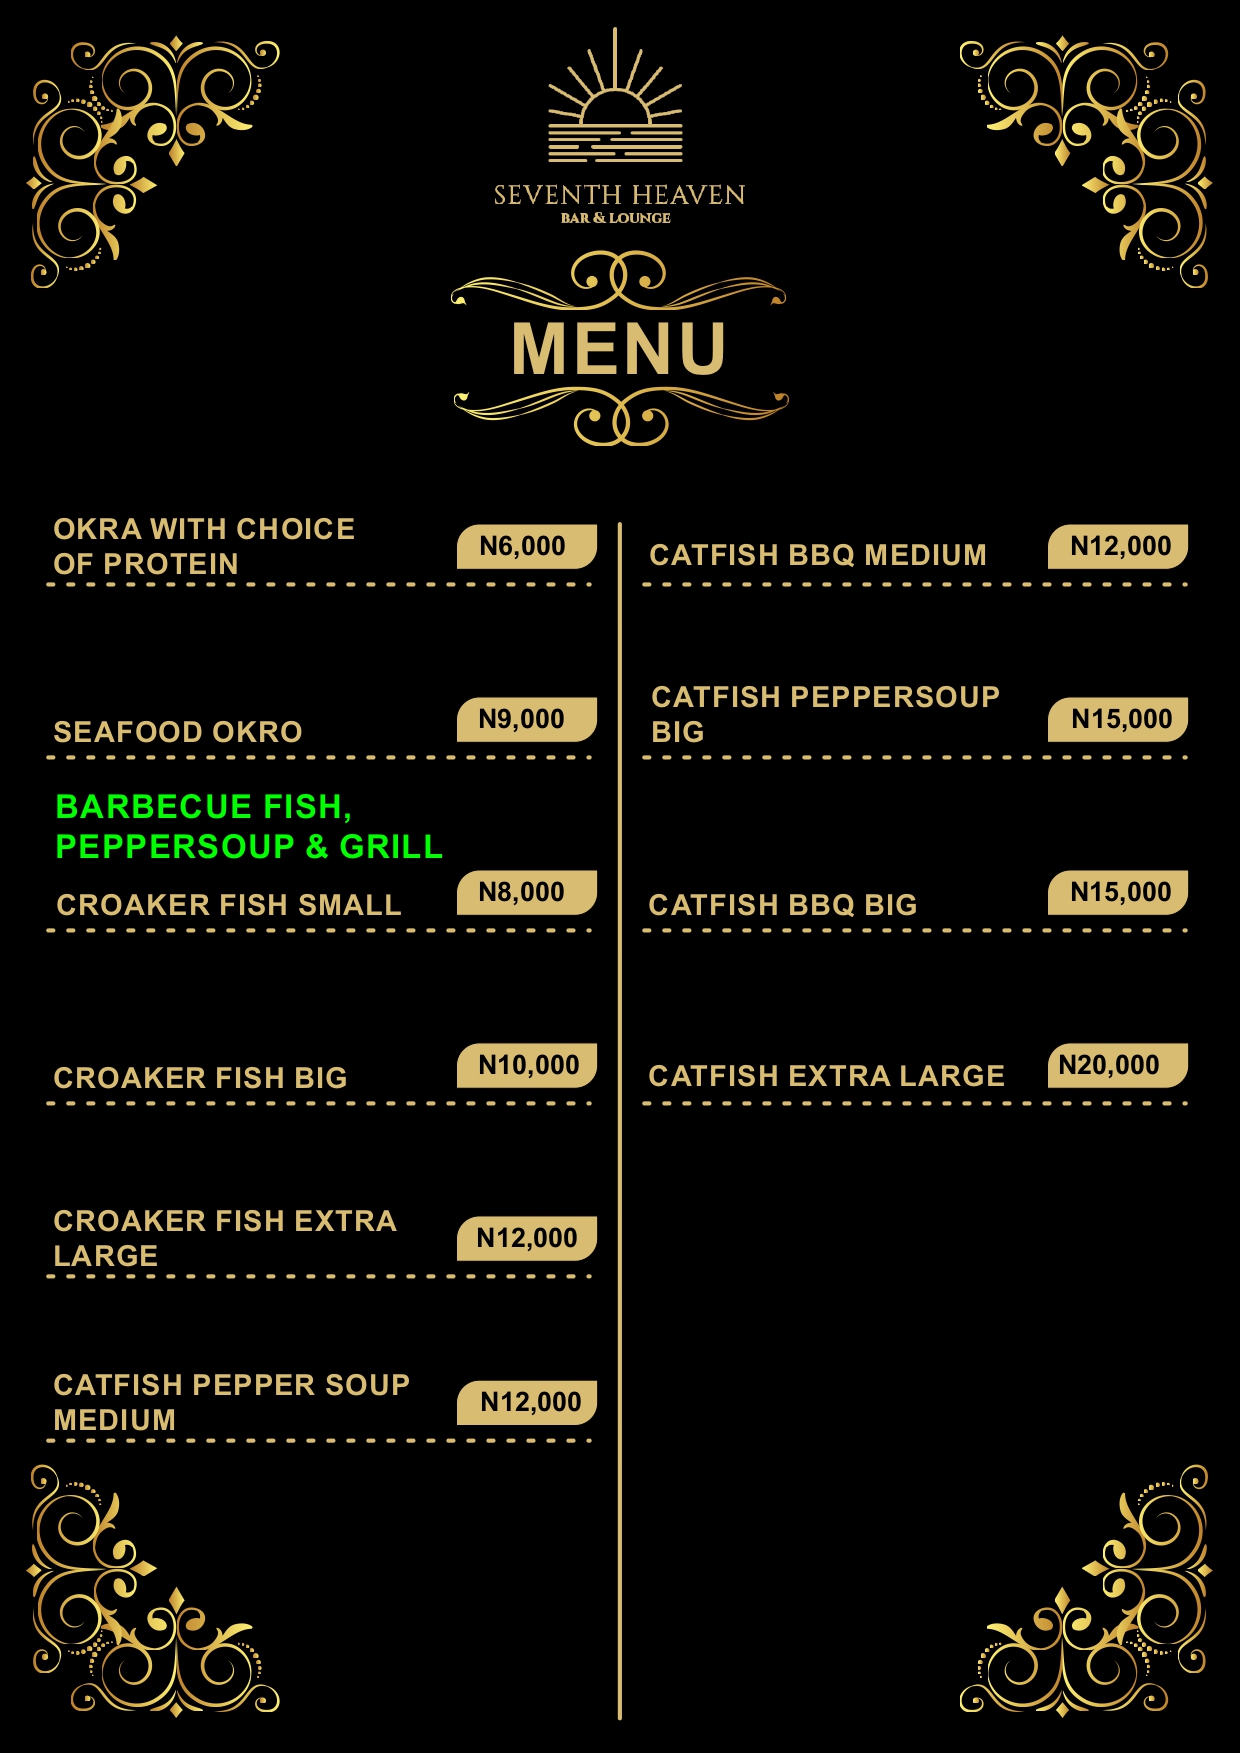 SEVENTH HEAVEN
BAR & LOUNGE
MENU
OKRA WITH CHOICE
OF PROTEIN
N6,000
SEAFOOD OKRO
N9,000
BARBECUE FISH,
PEPPERSOUP & GRILL
CROAKER FISH SMALL
N8,000
CROAKER FISH BIG
N10,000
CROAKER FISH EXTRA
LARGE
N12,000
CATFISH PEPPER SOUP
MEDIUM
N12,000
CATFISH BBQ MEDIUM
N12,000
CATFISH PEPPERSOUP
BIG
N15,000
CATFISH BBQ BIG
N15,000
CATFISH EXTRA LARGE
N20,000